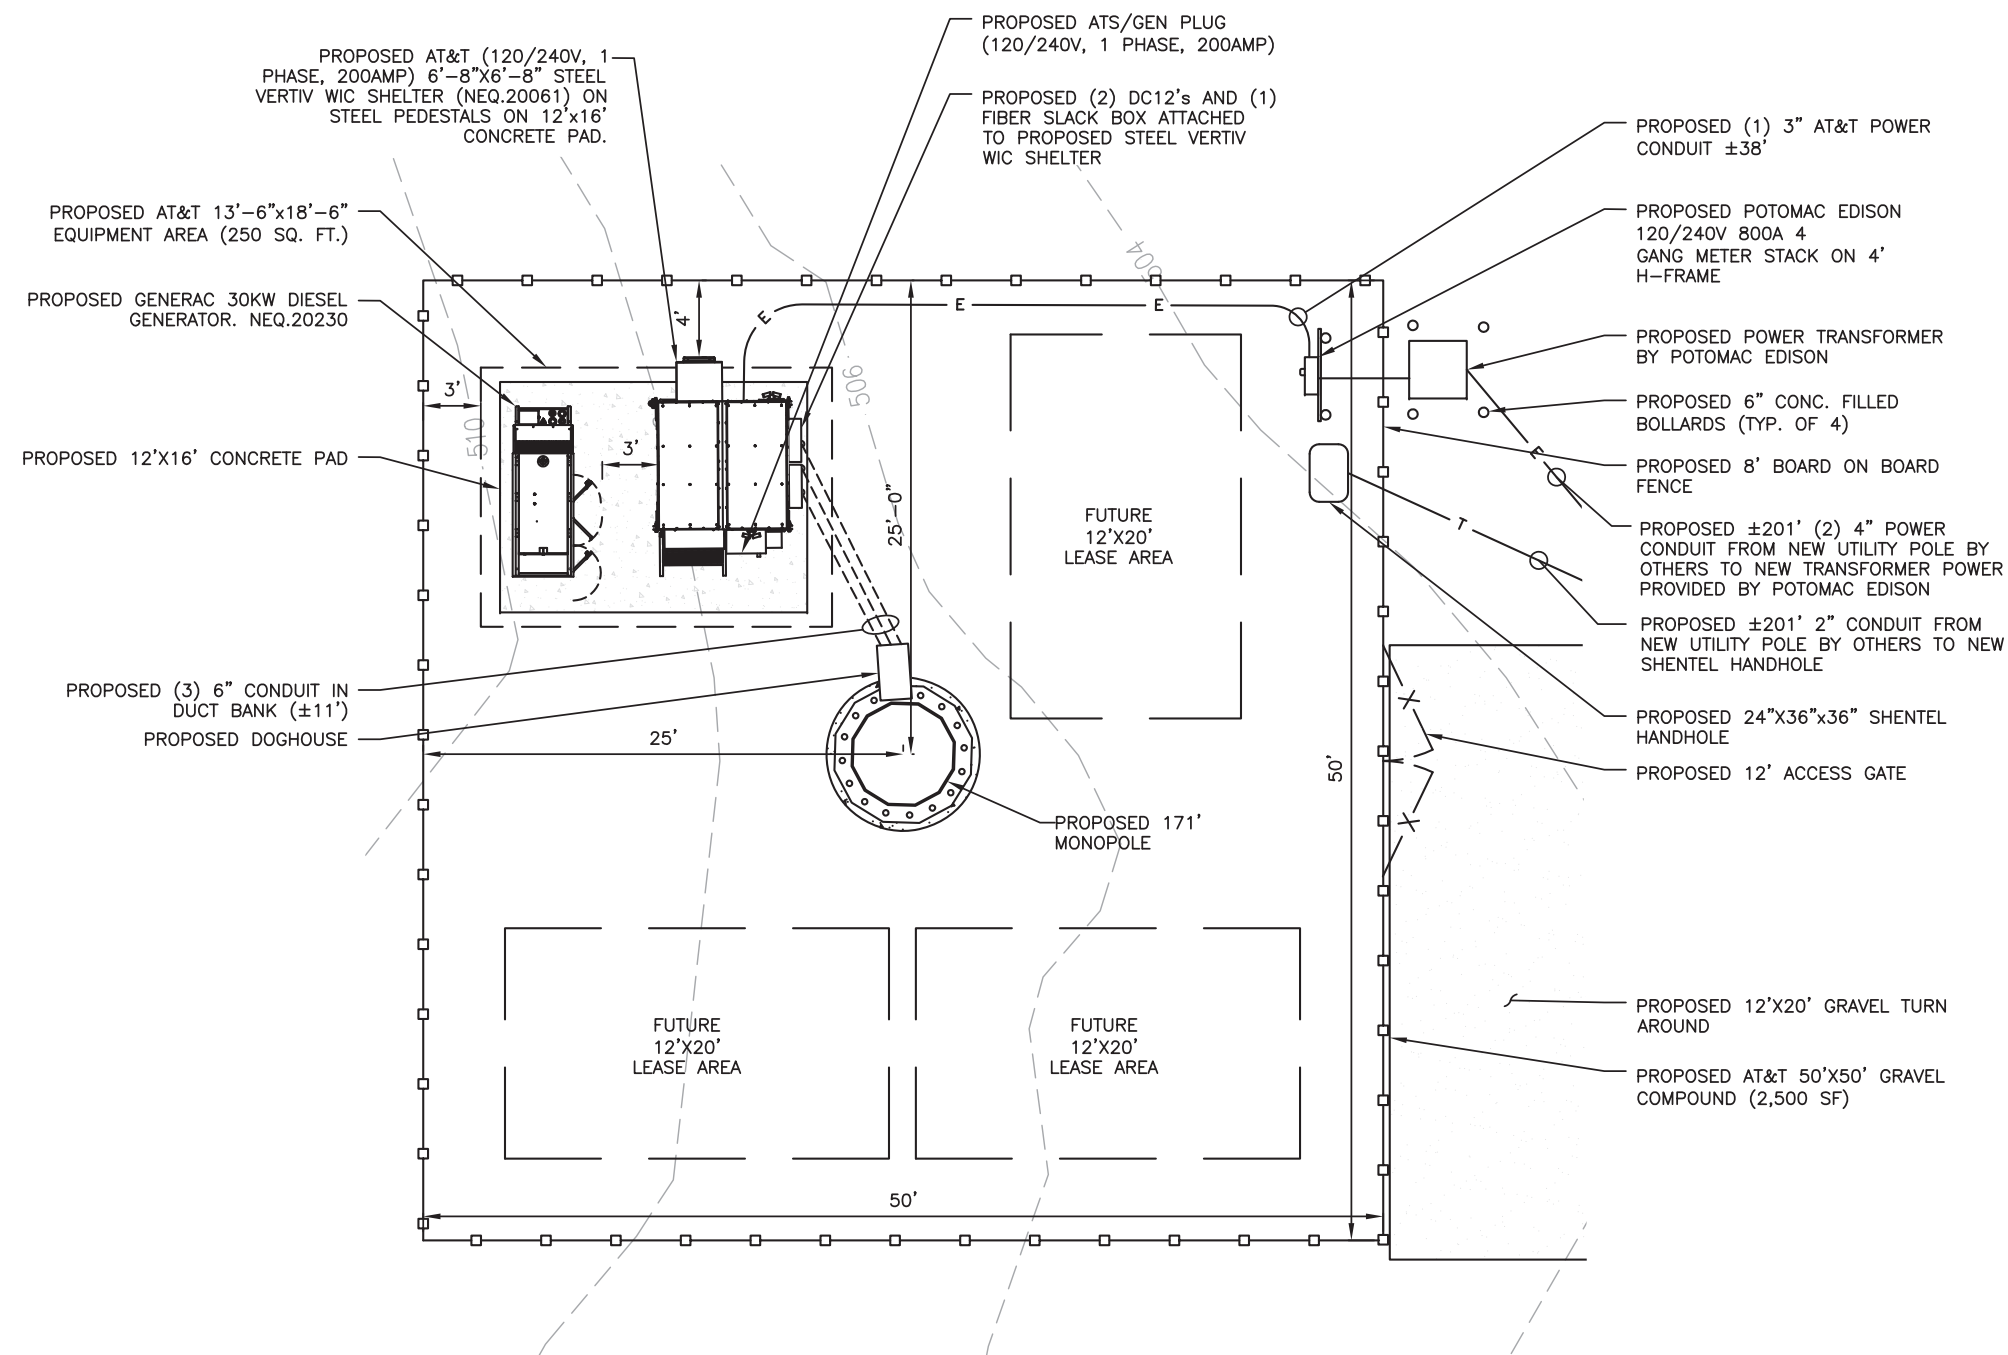 PROPOSED ATS/GEN PLUG
(120/240V, 1 PHASE, 200AMP)
PROPOSED AT&T (120/240V, 1
PHASE, 200AMP) 6'-8"X6'-8" STEEL
VERTIV WIC SHELTER (NEQ.20061) ON
STEEL PEDESTALS ON 12'x16'
CONCRETE PAD.
PROPOSED (2) DC12's AND (1)
FIBER SLACK BOX ATTACHED
TO PROPOSED STEEL VERTIV
WIC SHELTER
PROPOSED (1) 3" AT&T POWER
CONDUIT ±38'
PROPOSED AT&T 13'-6"x18'-6"
EQUIPMENT AREA (250 SQ. FT.)
PROPOSED POTOMAC EDISON
120/240V 800A 4
GANG METER STACK ON 4'
H-FRAME
504
PROPOSED GENERAC 30KW DIESEL
GENERATOR. NEQ.20230
4'
E
E
E
PROPOSED POWER TRANSFORMER
BY POTOMAC EDISON
3'
506
510
3'
PROPOSED 6" CONC. FILLED
BOLLARDS (TYP. OF 4)
PROPOSED 12'X16' CONCRETE PAD
PROPOSED 8' BOARD ON BOARD
FENCE
25'-0"
FUTURE
12'X20'
LEASE AREA
T
PROPOSED ±201' (2) 4" POWER
CONDUIT FROM NEW UTILITY POLE BY
OTHERS TO NEW TRANSFORMER POWER
PROVIDED BY POTOMAC EDISON
PROPOSED ±201' 2" CONDUIT FROM
NEW UTILITY POLE BY OTHERS TO NEW
SHENTEL HANDHOLE
PROPOSED (3) 6" CONDUIT IN
DUCT BANK (±11')
PROPOSED DOGHOUSE
25'
50'
PROPOSED 24"X36"x36" SHENTEL
HANDHOLE
X
X
PROPOSED 12' ACCESS GATE
PROPOSED 171'
MONOPOLE
FUTURE
12'X20'
LEASE AREA
FUTURE
12'X20'
LEASE AREA
PROPOSED 12'X20' GRAVEL TURN
AROUND
PROPOSED AT&T 50'X50' GRAVEL
COMPOUND (2,500 SF)
50'